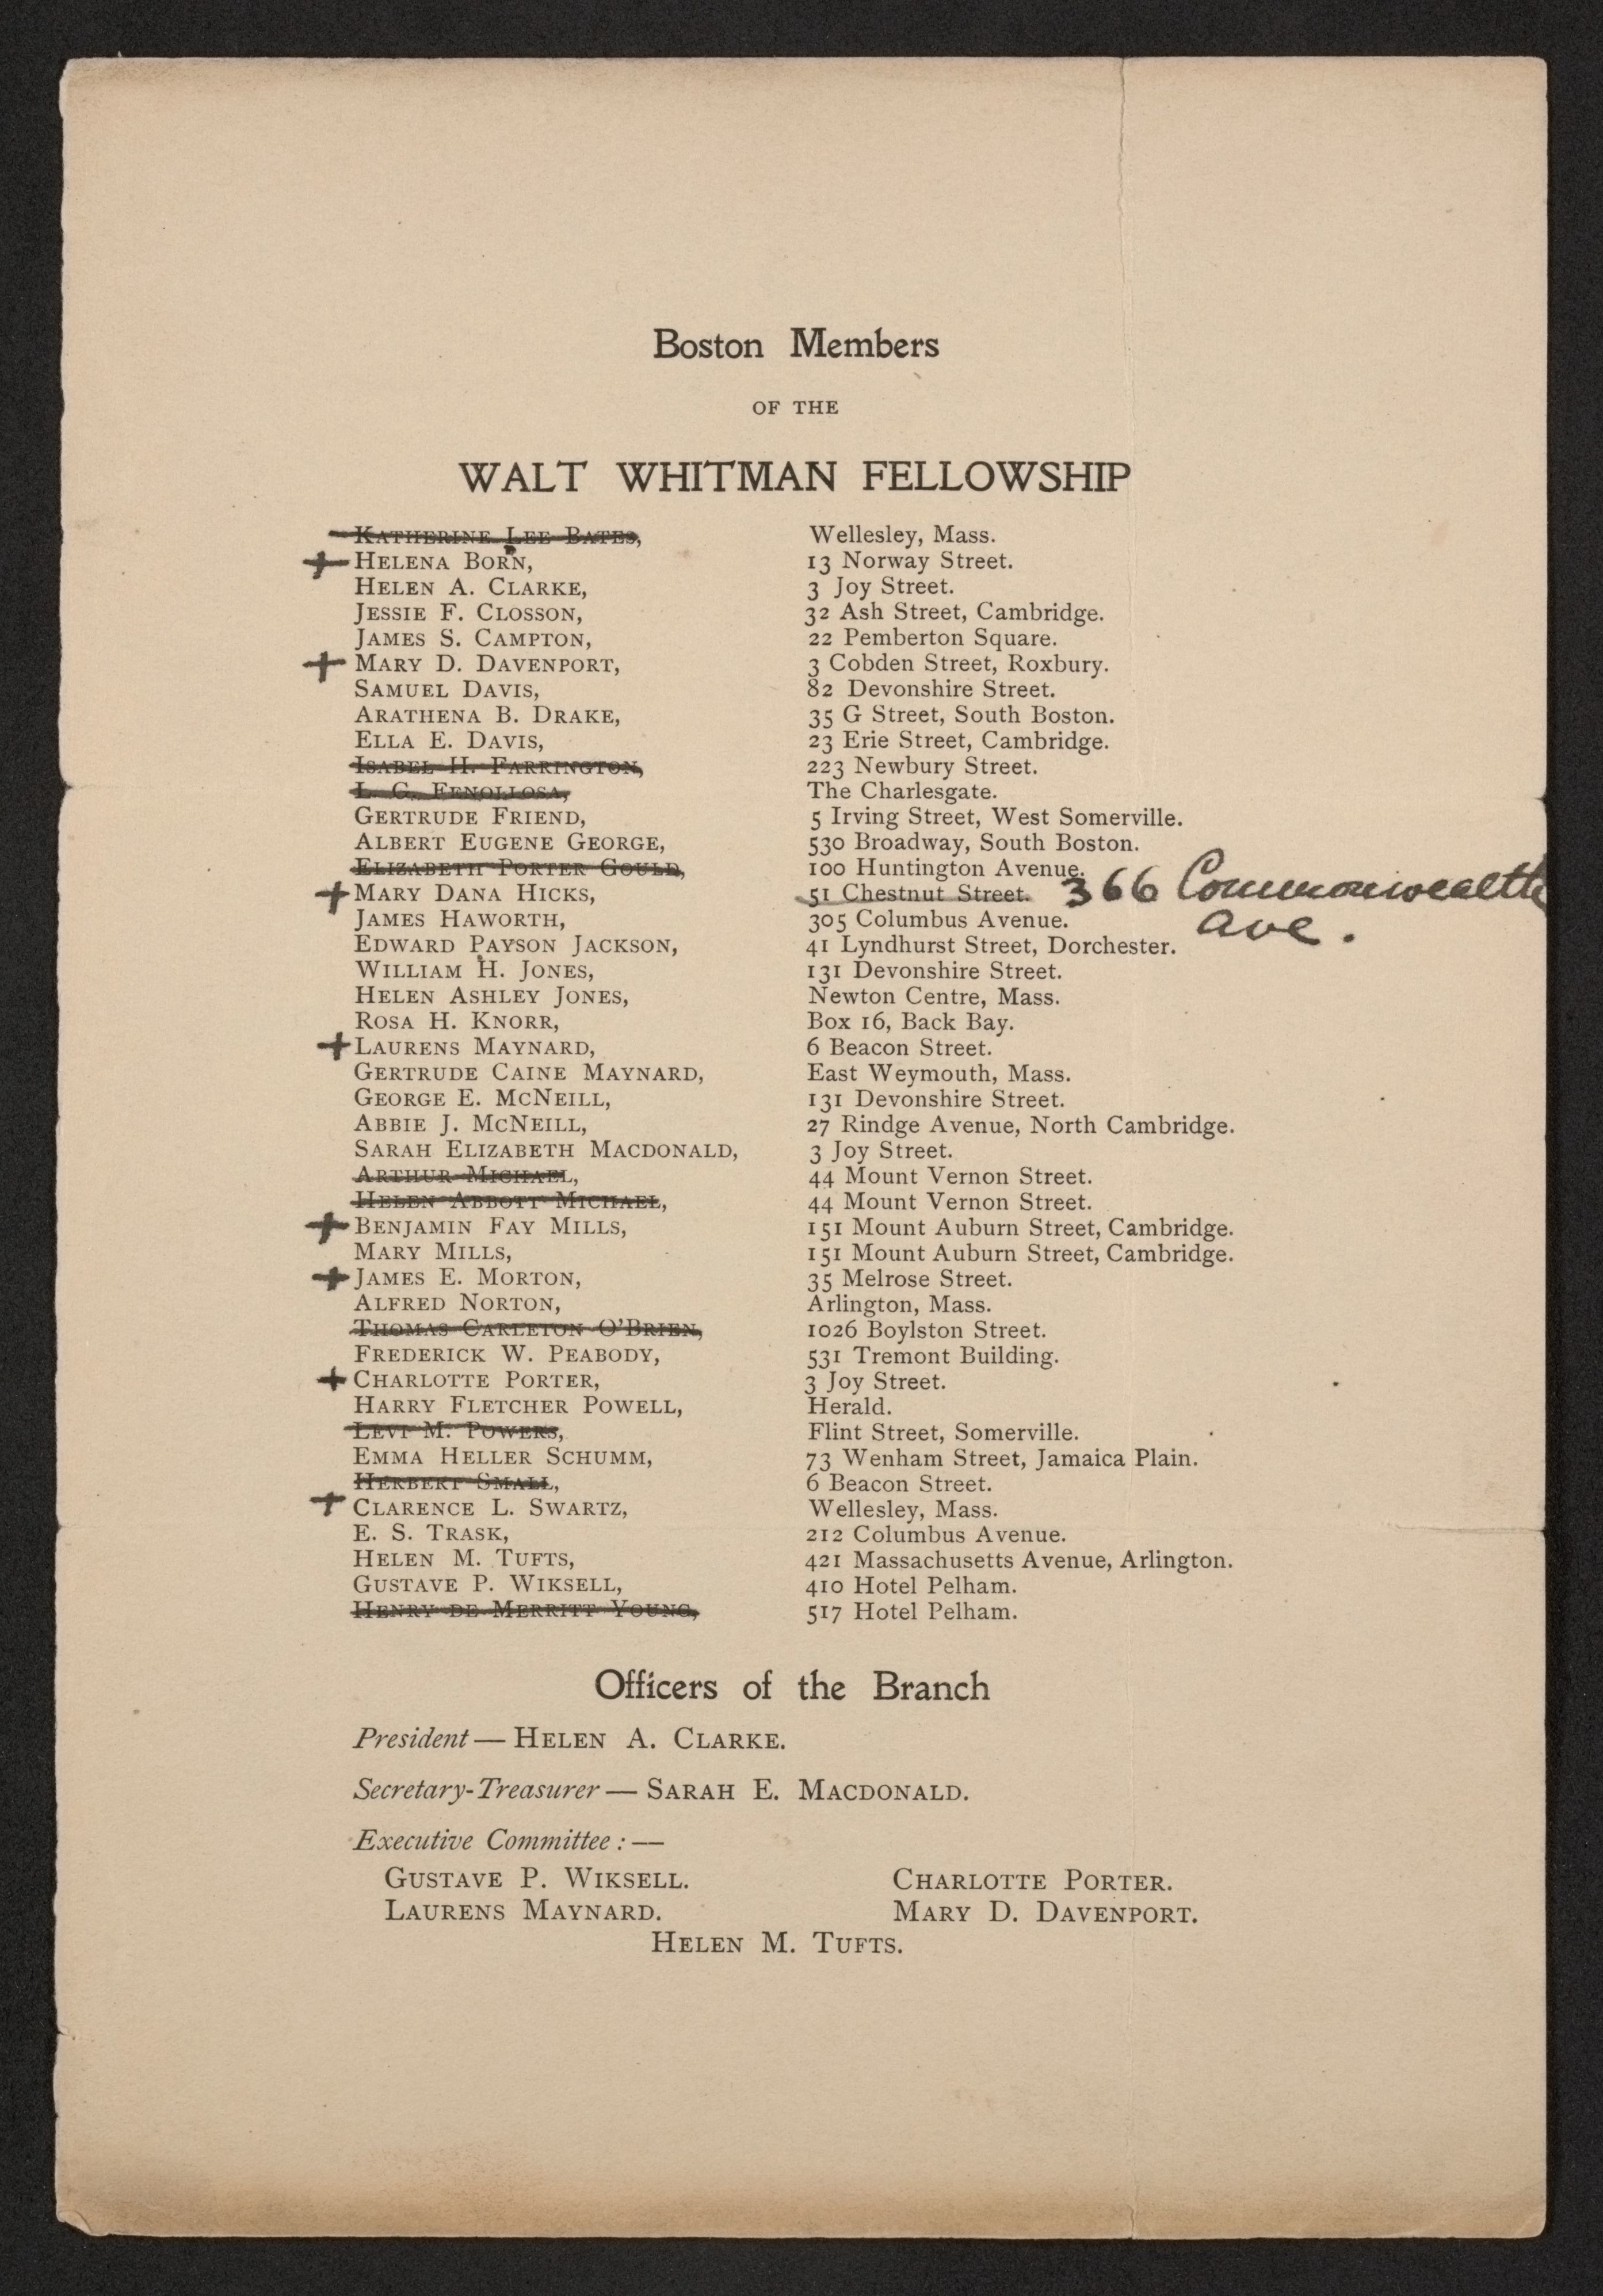 Boston Members
OF THE
WALT WHITMAN FELLOWSHIP
KATHERINE LEE BATES, Wellesley, Mass.
+ HELENA BORN, 13 Norway Street.
HELEN A. CLARKE, 3 Joy Street.
JESSIE F. CLOSSON, 32 Ash Street, Cambridge.
JAMES S. CAMPTON, 22 Pemberton Square.
+ MARY D. DAVENPORT, 3 Cobden Street, Roxbury.
SAMUEL DAVIS, 82 Devonshire Street.
ARATHENA B. DRAKE, 35 G Street, South Boston.
ELLA E. DAVIS, 23 Erie Street, Cambridge.
ISABEL H. FARRINGTON, 223 Newbury Street.
L. G. FENOLLOSA, The Charlesgate.
GERTRUDE FRIEND, 5 Irving Street, West Somerville.
ALBERT EUGENE GEORGE, 530 Broadway, South Boston.
ELIZABETH PORTER GOULD, 100 Huntington Avenue.
+ MARY DANA HICKS, 51 Chestnut Street. 366 Commonwealth
Ave.
JAMES HAWORTH, 305 Columbus Avenue.
EDWARD PAYSON JACKSON, 41 Lyndhurst Street, Dorchester.
WILLIAM H. JONES, 131 Devonshire Street.
HELEN ASHLEY JONES, Newton Centre, Mass.
ROSA H. KNORR, Box 16, Back Bay.
+ LAURENS MAYNARD, 6 Beacon Street.
GERTRUDE CAINE MAYNARD, East Weymouth, Mass.
GEORGE E. MCNEILL, 131 Devonshire Street.
ABBIE J. MCNEILL, 27 Rindge Avenue, North Cambridge.
SARAH ELIZABETH MACDONALD, 3 Joy Street.
ARTHUR MICHAEL, 44 Mount Vernon Street.
HELEN ABBOTT MICHAEL, 44 Mount Vernon Street.
+ BENJAMIN FAY MILLS, 151 Mount Auburn Street, Cambridge.
MARY MILLS, 151 Mount Auburn Street, Cambridge.
+ JAMES E. MORTON, 35 Melrose Street.
ALFRED NORTON, Arlington, Mass.
THOMAS CARLETON O'BRIEN, 1026 Boylston Street.
FREDERICK W. PEABODY, 531 Tremont Building.
+ CHARLOTTE PORTER, 3 Joy Street.
HARRY FLETCHER POWELL, Herald.
LEVI M. POWERS, Flint Street, Somerville.
EMMA HELLER SCHUMM, 73 Wenham Street, Jamaica Plain.
HERBERT SMALL, 6 Beacon Street.
+ CLARENCE L. SWARTZ, Wellesley, Mass.
E. S. TRASK, 212 Columbus Avenue.
HELEN M. TUFTS, 421 Massachusetts Avenue, Arlington.
GUSTAVE P. WIKSELL, 410 Hotel Pelham.
HENRY DE MERRITT YOUNG, 517 Hotel Pelham.
Officers of the Branch
President — HELEN A. CLARKE.
Secretary-Treasurer — SARAH E. MACDONALD.
Executive Committee : —
GUSTAVE P. WIKSELL. CHARLOTTE PORTER.
LAURENS MAYNARD. MARY D. DAVENPORT.
HELEN M. TUFTS.